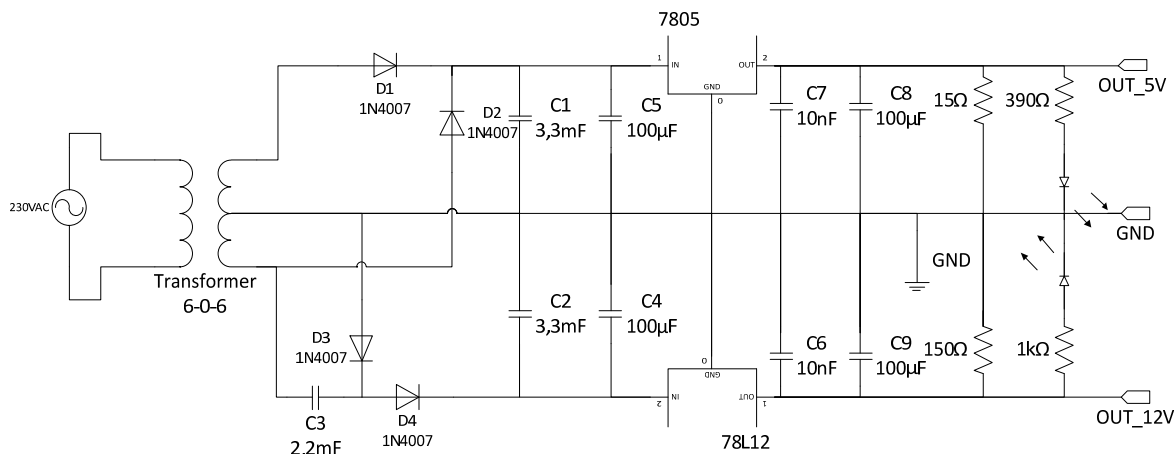 7805
1
IN
OUT
2
GND
0
OUT_5V
D1
1N4007
D2
1N4007
C1
3,3mF
C5
100µF
C7
10nF
C8
100µF
15Ω
390Ω
230VAC
GND
Transformer
6-0-6
GND
C2
3,3mF
C4
100µF
D3
1N4007
0
GND
C6
10nF
C9
100µF
150Ω
1kΩ
C3
2,2mF
D4
1N4007
2
IN
OUT
1
OUT_12V
78L12